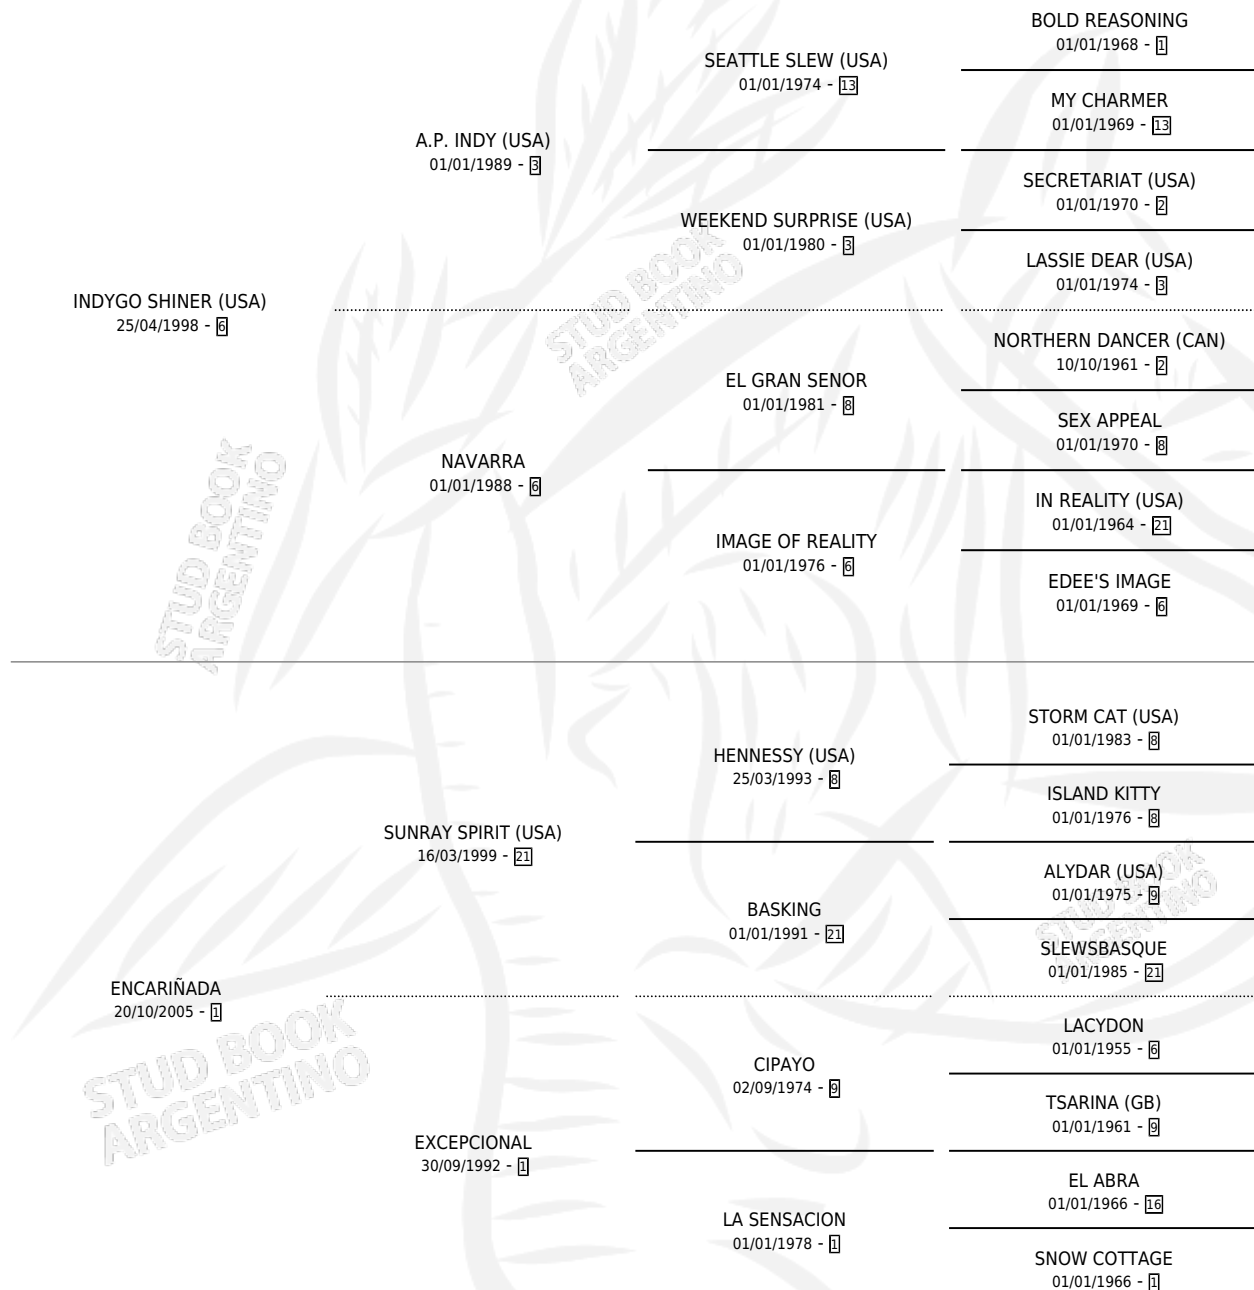 BOLD REASONING
01/01/1968 - 1
SEATTLE SLEW (USA)
01/01/1974 - 13
MY CHARMER
01/01/1969 - 13
A.P. INDY (USA)
01/01/1989 - 3
SECRETARIAT (USA)
01/01/1970 - 2
WEEKEND SURPRISE (USA)
01/01/1980 - 3
LASSIE DEAR (USA)
01/01/1974 - 3
INDYGO SHINER (USA)
25/04/1998 - 6
NORTHERN DANCER (CAN)
10/10/1961 - 2
EL GRAN SENOR
01/01/1981 - 8
SEX APPEAL
01/01/1970 - 8
NAVARRA
01/01/1988 - 6
IN REALITY (USA)
01/01/1964 - 21
IMAGE OF REALITY
01/01/1976 - 6
EDEE'S IMAGE
01/01/1969 - 6
STORM CAT (USA)
01/01/1983 - 8
HENNESSY (USA)
25/03/1993 - 8
ISLAND KITTY
01/01/1976 - 8
SUNRAY SPIRIT (USA)
16/03/1999 - 21
ALYDAR (USA)
01/01/1975 - 9
BASKING
01/01/1991 - 21
SLEWSBASQUE
01/01/1985 - 21
ENCARIÑADA
20/10/2005 - 1
LACYDON
01/01/1955 - 6
CIPAYO
02/09/1974 - 9
TSARINA (GB)
01/01/1961 - 9
EXCEPCIONAL
30/09/1992 - 1
EL ABRA
01/01/1966 - 16
LA SENSACION
01/01/1978 - 1
SNOW COTTAGE
01/01/1966 - 1
STUD BOOK
ARGENTINO
STUD BOOK
ARGENTINO
STUD BOOK
ARGENTINO
STUD BOOK
ARGENTINO